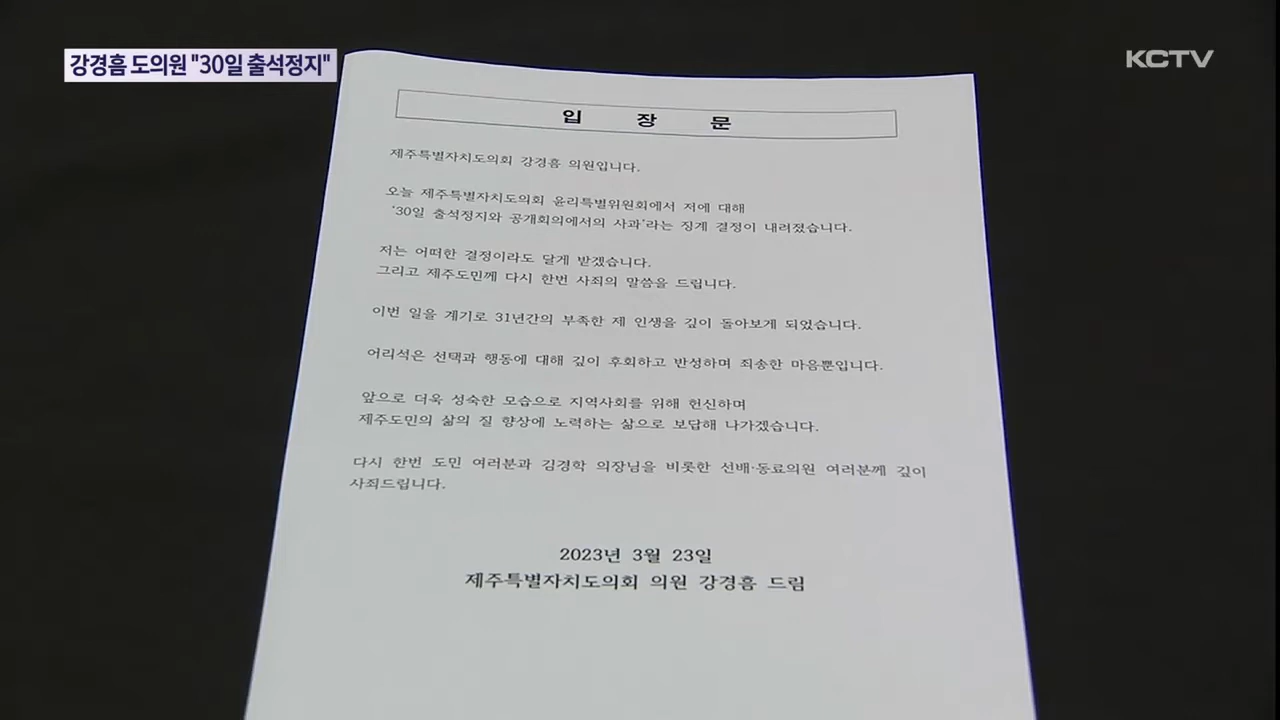 강경흠 도의원 "30일 출석정지"
KCTV
입 장 문
제주특별자치도의회 강경흠 의원입니다.
오늘 제주특별자치도의회 윤리특별위원회에서 저에 대해
'30일 출석정지와 공개회의에서의 사과'라는 징계 결정이 내려졌습니다.
저는 어떠한 결정이라도 달게 받겠습니다.
그리고 제주도민께 다시 한번 사죄의 말씀을 드립니다.
이번 일을 계기로 31년간의 부족한 제 인생을 깊이 돌아보게 되었습니다.
어리석은 선택과 행동에 대해 깊이 후회하고 반성하며 죄송한 마음뿐입니다.
앞으로 더욱 성숙한 모습으로 지역사회를 위해 헌신하며
제주도민의 삶의 질 향상에 노력하는 삶으로 보답해 나가겠습니다.
다시 한번 도민 여러분과 김경학 의장님을 비롯한 선배·동료의원 여러분께 깊이
사죄드립니다.
2023년 3월 23일
제주특별자치도의회 의원 강경흠 드림